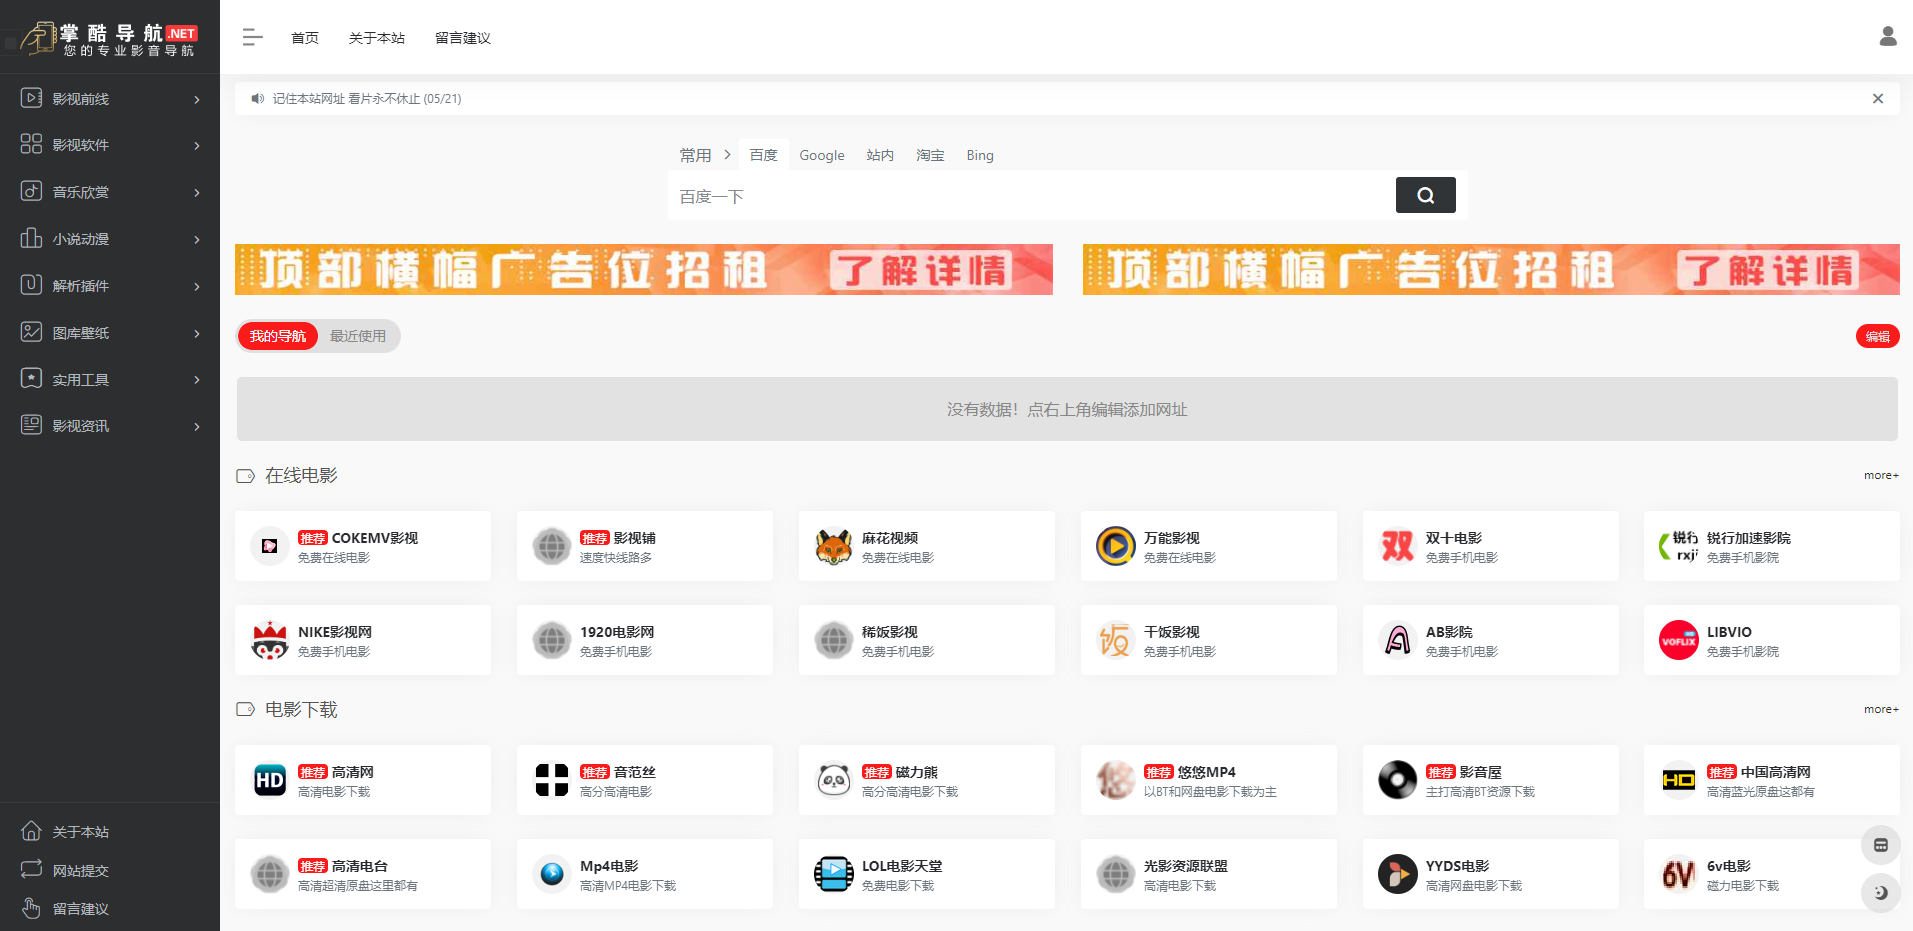 掌酷导航.NET
您的专业影音导航
影视前线
影视软件
音乐欣赏
小说动漫
解析插件
图库壁纸
实用工具
影视资讯
关于本站
网站提交
留言建议
首页 关于本站 留言建议
记住本站网址 看片永不休止 (05/21)
常用 百度 Google 站内 淘宝 Bing
百度一下
顶部横幅广告位招租 了解详情 顶部横幅广告位招租 了解详情
我的导航 最近使用 编辑
没有数据！点右上角编辑添加网址
在线电影 more+
推荐 COKEMV影视
免费在线电影
推荐 影视铺
速度快线路多
麻花视频
免费在线电影
万能影视
免费在线电影
双
双十电影
免费手机电影
锐行
rxji
锐行加速影院
免费手机影院
NIKE影视网
免费手机电影
1920电影网
免费手机电影
稀饭影视
免费手机电影
饭
干饭影视
免费手机电影
AB影院
免费手机电影
VOFLIX
LIBVIO
免费手机影院
电影下载 more+
HD
推荐 高清网
高清电影下载
推荐 音范丝
高分高清电影
推荐 磁力熊
高分高清电影下载
推荐 悠悠MP4
以BT和网盘电影下载为主
推荐 影音屋
主打高清BT资源下载
HD
推荐 中国高清网
高清蓝光原盘这都有
推荐 高清电台
高清超清原盘这里都有
Mp4电影
高清MP4电影下载
LOL电影天堂
免费电影下载
光影资源联盟
高清电影下载
YYDS电影
高清网盘电影下载
6V
6v电影
磁力电影下载